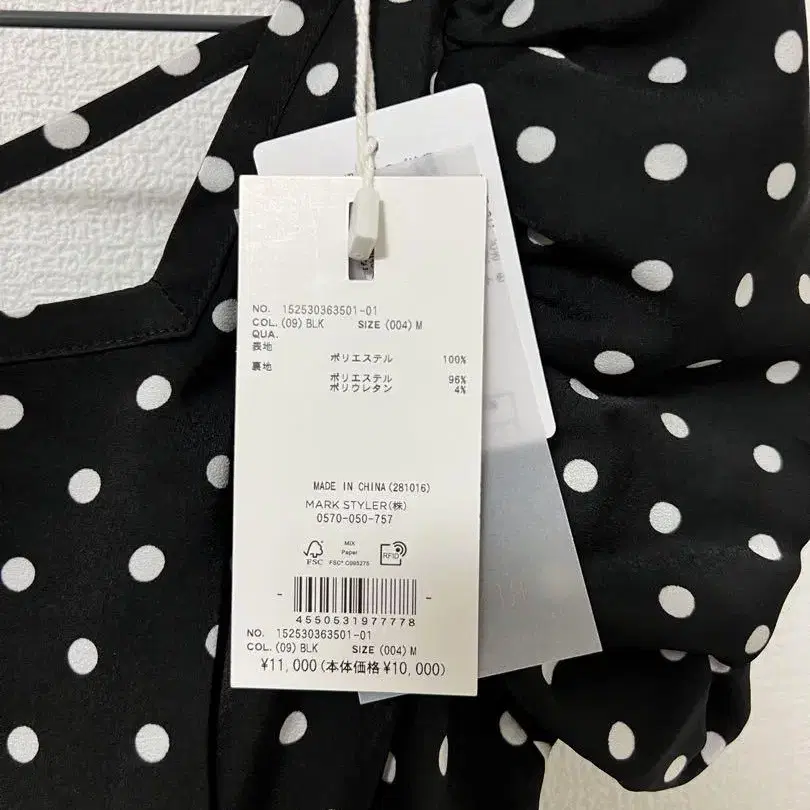 NO. 152530363501-01
COL. (09) BLK SIZE (004) M
QUA.
表地
ポリエステル 100%
裏地
ポリエステル 96%
ポリウレタン 4%
MADE IN CHINA (281016)
MARK STYLER(株)
0570-050-757
FSC
MIX
Paper
FSC® C095275
RFID
4550531977778
NO. 152530363501-01
COL. (09) BLK SIZE (004) M
¥11,000(本体価格¥10,000)